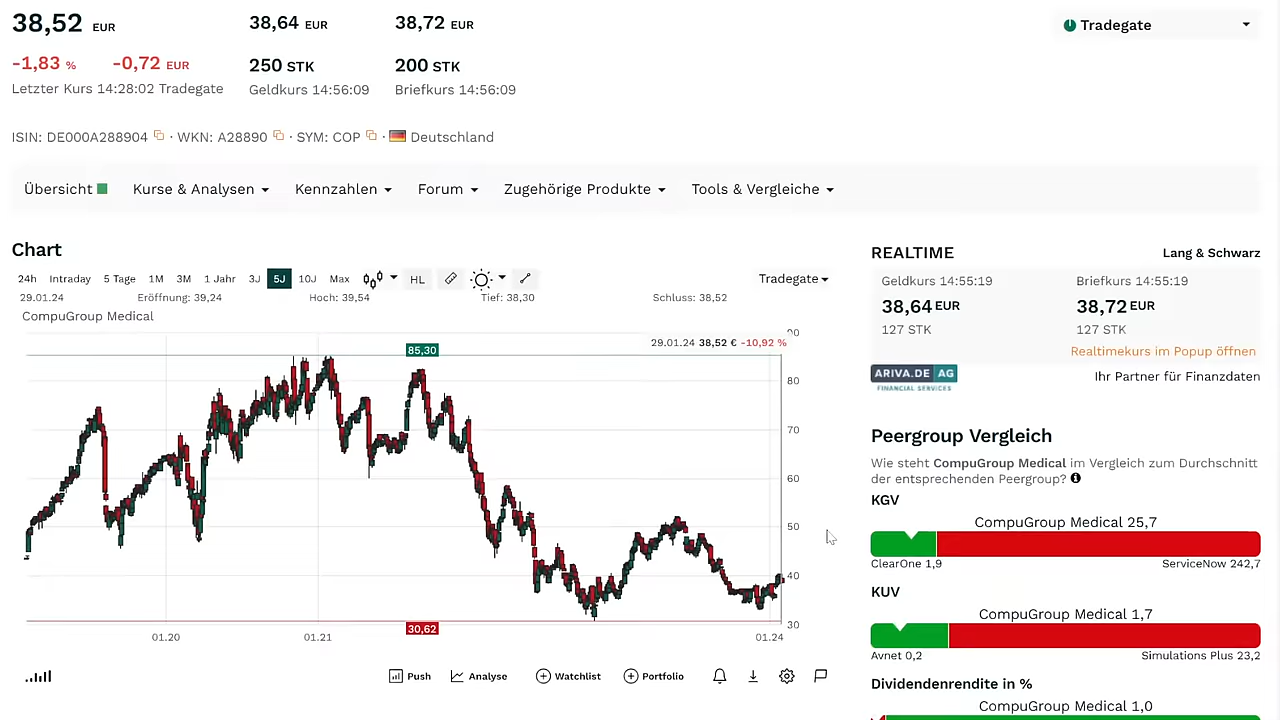 38,52 EUR
38,64 EUR
38,72 EUR
Tradegate
-1,83 %
-0,72 EUR
250 STK
200 STK
Letzter Kurs 14:28:02 Tradegate
Geldkurs 14:56:09
Briefkurs 14:56:09
ISIN: DE000A288904 · WKN: A28890 · SYM: COP · Deutschland
Übersicht
Kurse & Analysen
Kennzahlen
Forum
Zugehörige Produkte
Tools & Vergleiche
Chart
24h Intraday 5 Tage 1M 3M 1 Jahr 3J 5J 10J Max HL
Tradegate
29.01.24 Eröffnung: 39,24 Hoch: 39,54 Tief: 38,30 Schluss: 38,52
CompuGroup Medical
29.01.24 38,52 € -10,92 %
85,30
90
80
70
60
50
40
30
30,62
01.20
01.21
01.24
Push
Analyse
Watchlist
Portfolio
REALTIME
Lang & Schwarz
Geldkurs 14:55:19
Briefkurs 14:55:19
38,64 EUR
38,72 EUR
127 STK
127 STK
Realtimekurs im Popup öffnen
ARIVA.DE AG
FINANCIAL SERVICES
Ihr Partner für Finanzdaten
Peergroup Vergleich
Wie steht CompuGroup Medical im Vergleich zum Durchschnitt
der entsprechenden Peergroup?
KGV
CompuGroup Medical 25,7
ClearOne 1,9
ServiceNow 242,7
KUV
CompuGroup Medical 1,7
Avnet 0,2
Simulations Plus 23,2
Dividendenrendite in %
CompuGroup Medical 1,0